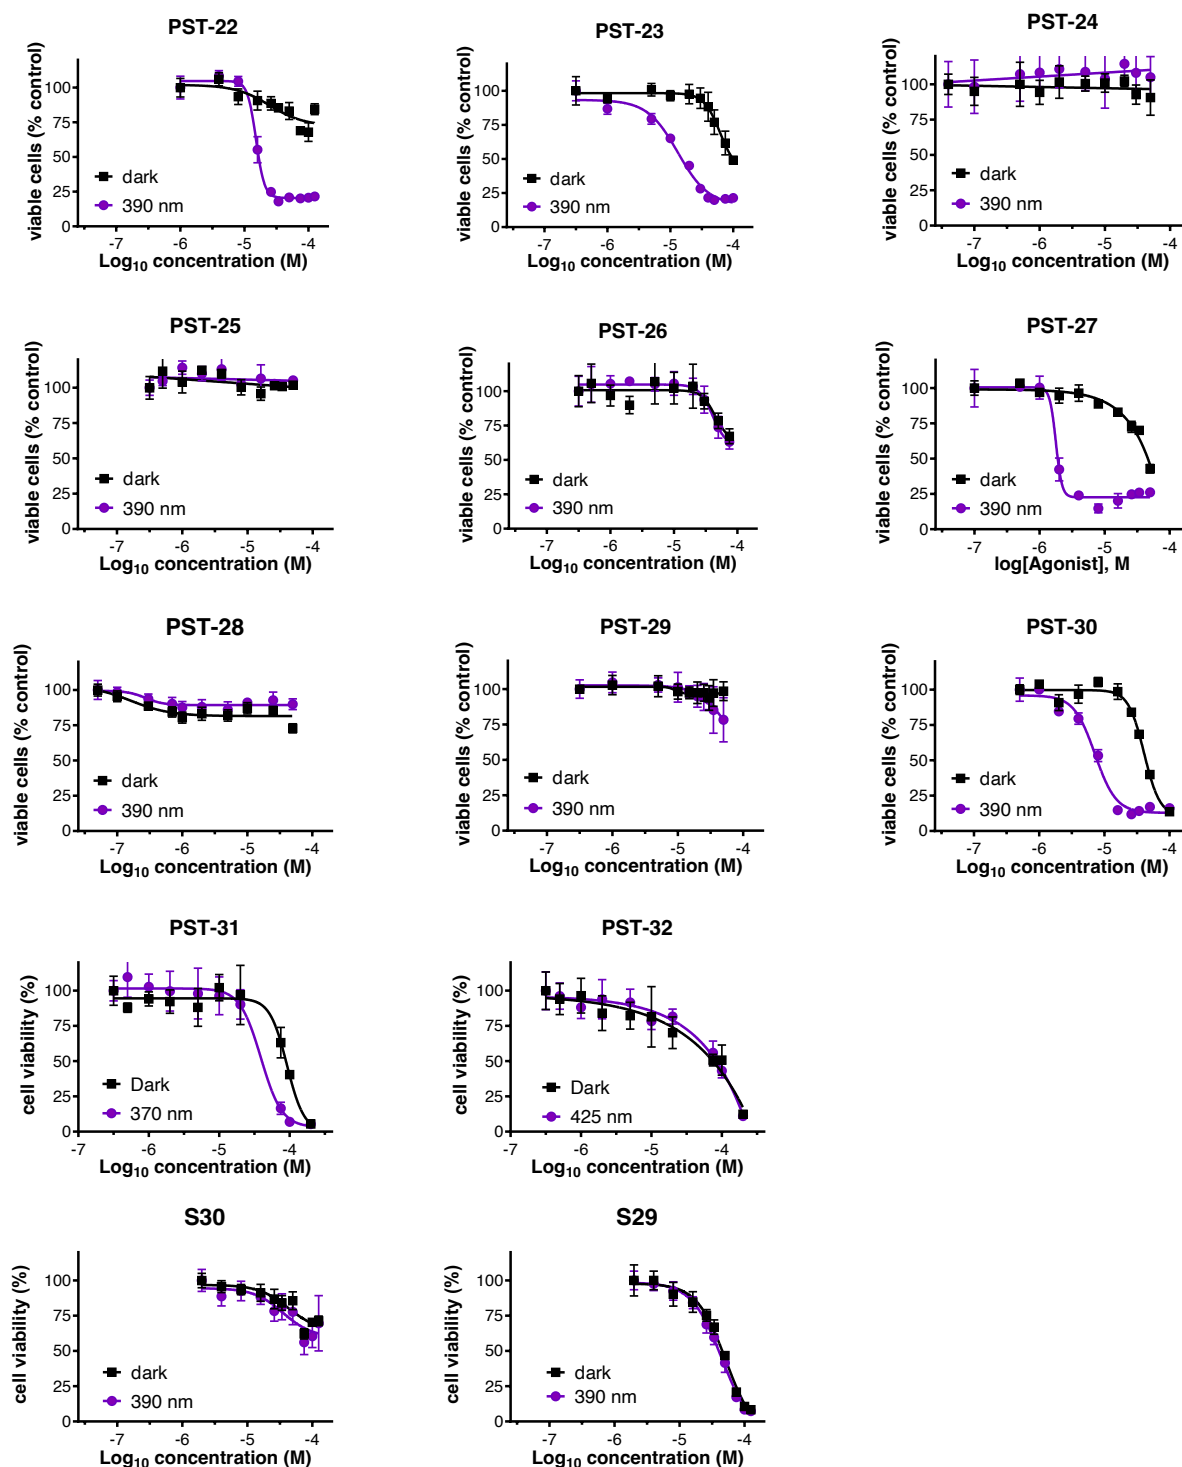 PST-22
viable cells (% control)
100
75
50
25
0
dark
390 nm
-7 -6 -5 -4
Log10 concentration (M)
PST-23
viable cells (% control)
100
75
50
25
0
dark
390 nm
-7 -6 -5 -4
Log10 concentration (M)
PST-24
viable cells (% control)
100
75
50
25
0
dark
390 nm
-7 -6 -5 -4
Log10 concentration (M)
PST-25
viable cells (% control)
100
75
50
25
0
dark
390 nm
-7 -6 -5 -4
Log10 concentration (M)
PST-26
viable cells (% control)
100
75
50
25
0
dark
390 nm
-7 -6 -5 -4
Log10 concentration (M)
PST-27
viable cells (% control)
100
75
50
25
0
dark
390 nm
-7 -6 -5 -4
log[Agonist], M
PST-28
viable cells (% control)
100
75
50
25
0
dark
390 nm
-7 -6 -5 -4
Log10 concentration (M)
PST-29
viable cells (% control)
100
75
50
25
0
dark
390 nm
-7 -6 -5 -4
Log10 concentration (M)
PST-30
viable cells (% control)
100
75
50
25
0
dark
390 nm
-7 -6 -5 -4
Log10 concentration (M)
PST-31
cell viability (%)
100
75
50
25
0
Dark
370 nm
-7 -6 -5 -4
Log10 concentration (M)
PST-32
cell viability (%)
100
75
50
25
0
Dark
425 nm
-7 -6 -5 -4
Log10 concentration (M)
S30
cell viability (%)
100
75
50
25
0
dark
390 nm
-7 -6 -5 -4
Log10 concentration (M)
S29
cell viability (%)
100
75
50
25
0
dark
390 nm
-7 -6 -5 -4
Log10 concentration (M)